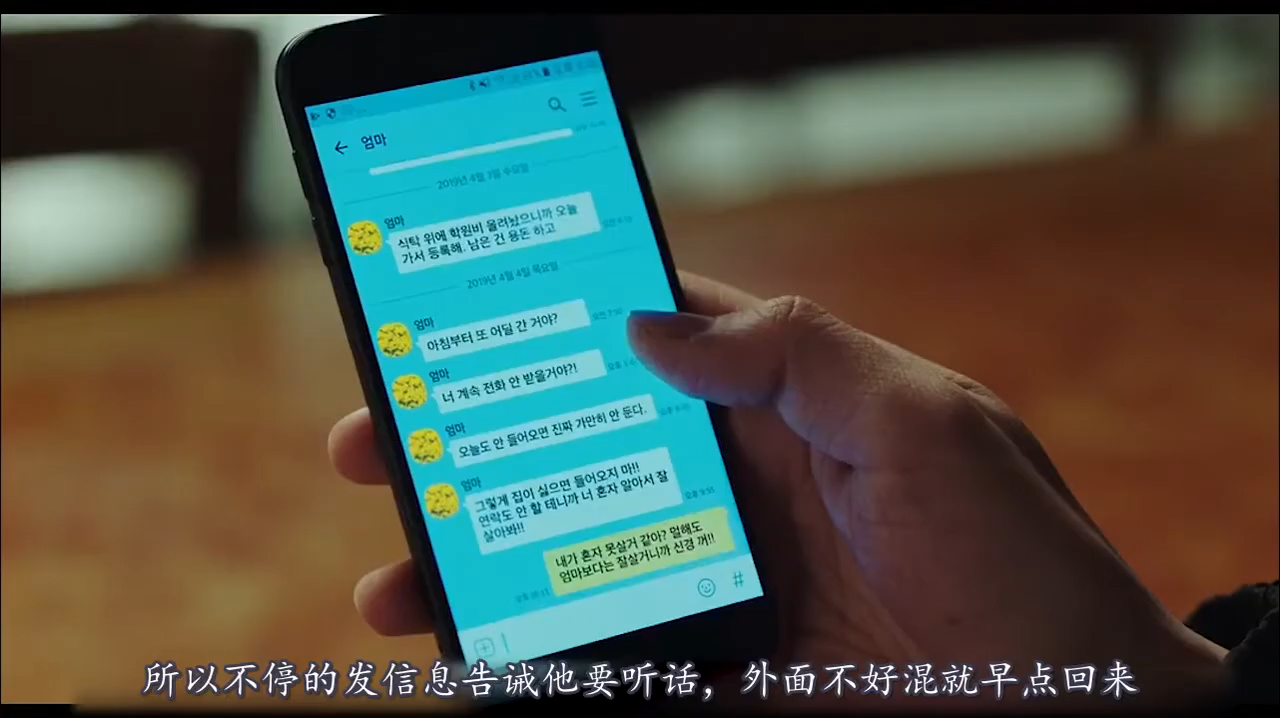 엄마
2019년 4월 3일 수요일
엄마
식탁 위에 학원비 올려놨으니까 오늘
가서 등록해. 남은 건 용돈 하고
2019년 4월 4일 목요일
엄마
아침부터 또 어딜 간 거야?
엄마
너 계속 전화 안 받을거야?!
엄마
오늘도 안 들어오면 진짜 가만히 안 둔다.
엄마
그렇게 집이 싫으면 들어오지 마!!
연락도 안 할 테니까 너 혼자 알아서 잘
살아봐!!
내가 혼자 못살거 같아? 멀해도
엄마보다는 잘살거니까 신경 꺼!!
#
所以不停的发信息告诫他要听话，外面不好混就早点回来